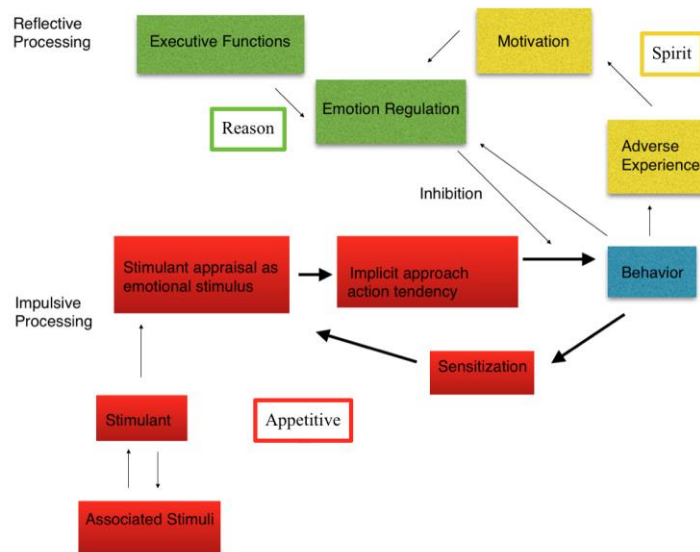 Reflective
Processing
Executive Functions
Motivation
Spirit
Reason
Emotion Regulation
Adverse
Experience
Inhibition
Stimulant appraisal as
emotional stimulus
Implicit approach
action tendency
Behavior
Impulsive
Processing
Sensitization
Stimulant
Appetitive
Associated Stimuli